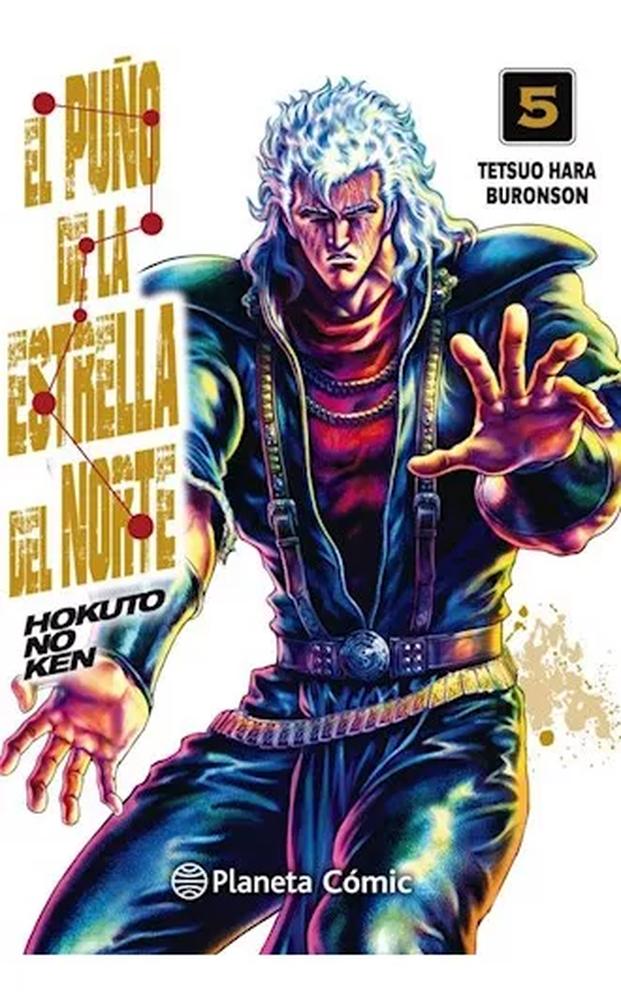 EL PUÑO
DE LA
ESTRELLA
DEL NORTE
HOKUTO
NO
KEN
5
TETSUO HARA
BURONSON
Planeta Cómic